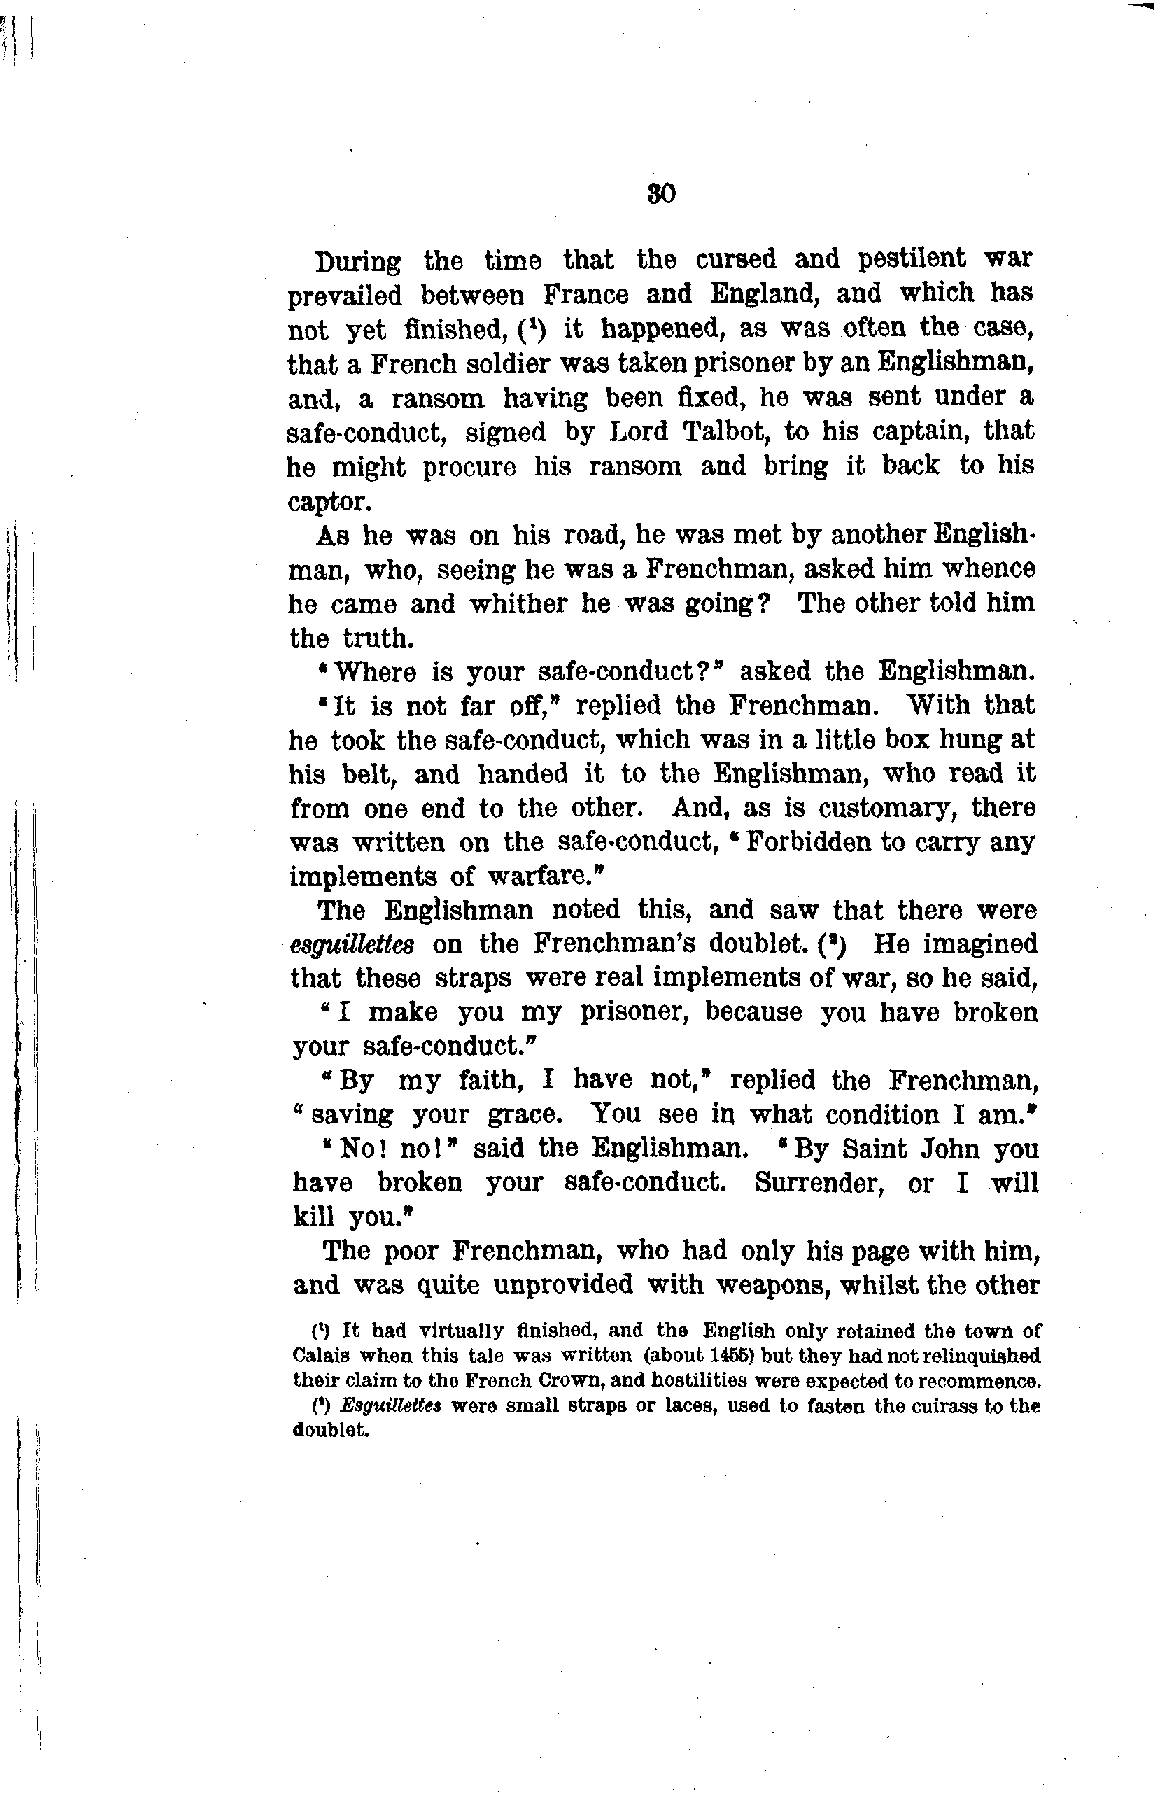 30
During the time that the cursed and pestilent war
prevailed between France and England, and which has
not yet finished, (¹) it happened, as was often the case,
that a French soldier was taken prisoner by an Englishman,
and, a ransom having been fixed, he was sent under a
safe-conduct, signed by Lord Talbot, to his captain, that
he might procure his ransom and bring it back to his
captor.
As he was on his road, he was met by another English-
man, who, seeing he was a Frenchman, asked him whence
he came and whither he was going? The other told him
the truth.
"Where is your safe-conduct?" asked the Englishman.
"It is not far off," replied the Frenchman. With that
he took the safe-conduct, which was in a little box hung at
his belt, and handed it to the Englishman, who read it
from one end to the other. And, as is customary, there
was written on the safe-conduct, "Forbidden to carry any
implements of warfare."
The Englishman noted this, and saw that there were
esguillettes on the Frenchman's doublet. (²) He imagined
that these straps were real implements of war, so he said,
"I make you my prisoner, because you have broken
your safe-conduct."
"By my faith, I have not," replied the Frenchman,
"saving your grace. You see in what condition I am."
"No! no!" said the Englishman. "By Saint John you
have broken your safe-conduct. Surrender, or I will
kill you."
The poor Frenchman, who had only his page with him,
and was quite unprovided with weapons, whilst the other
(¹) It had virtually finished, and the English only retained the town of
Calais when this tale was written (about 1455) but they had not relinquished
their claim to the French Crown, and hostilities were expected to recommence.
(²) Esguillettes were small straps or laces, used to fasten the cuirass to the
doublet.